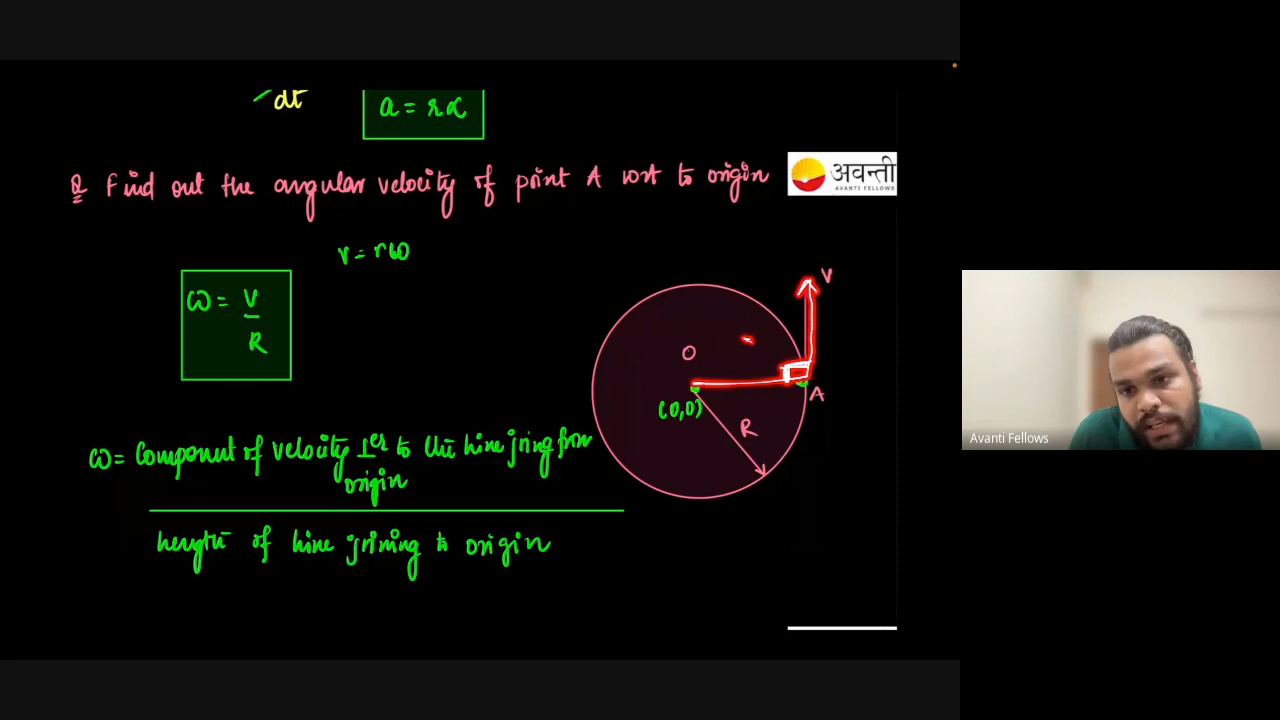 dt
a = rα
Q Find out the angular velocity of point A wrt to origin
अवन्ती
AVANTI FELLOWS
v = rω
ω = V
R
V
O
A
(0,0)
R
ω = Component of velocity ⊥er to the line joing from
origin
length of line joining to origin
Avanti Fellows